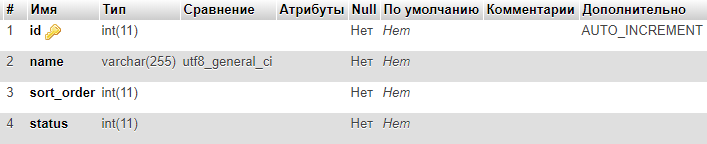 # Имя Тип Сравнение Атрибуты Null По умолчанию Комментарии Дополнительно
1 id int(11) Нет Нет AUTO_INCREMENT
2 name varchar(255) utf8_general_ci Нет Нет
3 sort_order int(11) Нет Нет
4 status int(11) Нет Нет